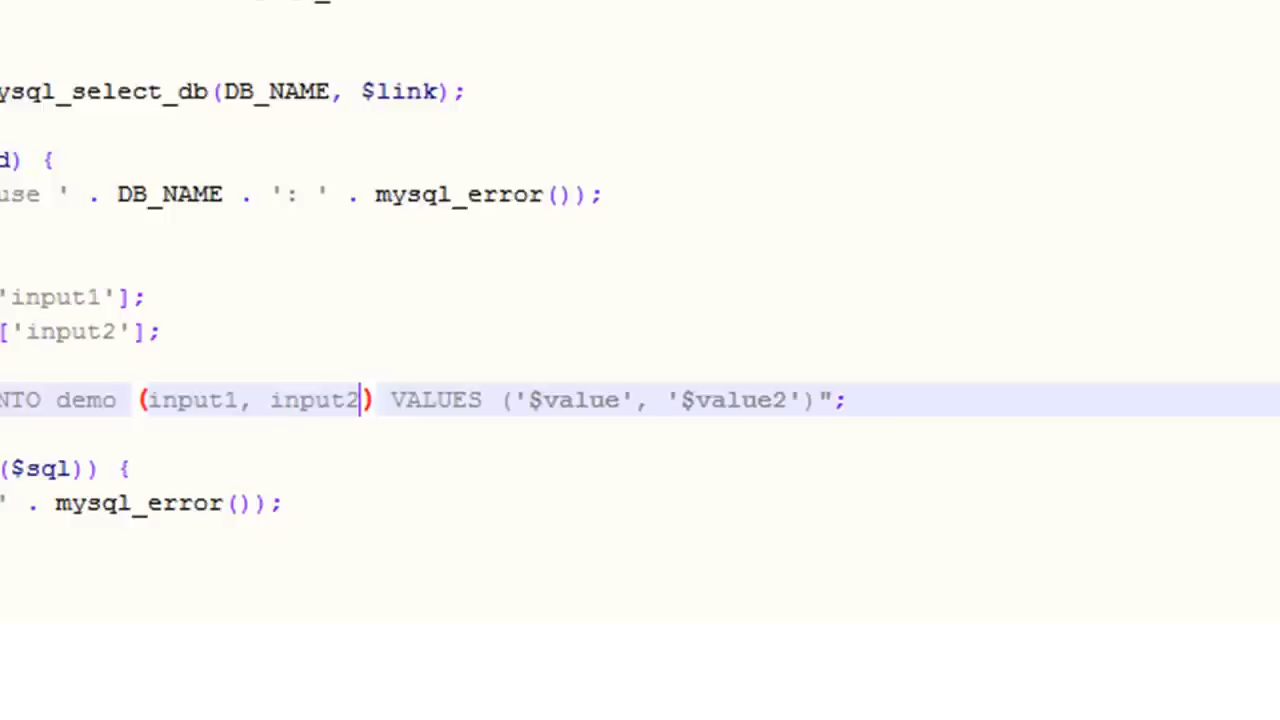 ysql_select_db(DB_NAME, $link);
d) {
use ' . DB_NAME . ': ' . mysql_error());
'input1'];
['input2'];
NTO demo (input1, input2) VALUES ('$value', '$value2')";
($sql)) {
' . mysql_error());